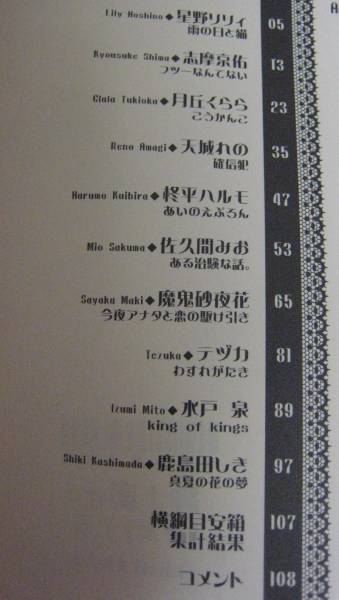 Lily Hoshino◆星野リリィ 05
雨の日と猫
Kyousuke Shima◆志摩京佑 13
フツーなんてない
Clala Tukioka◆月丘くらら 23
こうかんこ
Reno Amagi◆天城れの 35
確信犯
Harumo Kuibira◆柊平ハルモ 47
あいのえぷろん
Mio Sakuma◆佐久間みお 53
ある治験な話。
Sayaka Maki◆魔鬼砂夜花 65
今夜アナタと恋の駆け引き
Tezuka◆テヅカ 81
わすれがたき
Izumi Mito◆水戸 泉 89
king of kings
Shiki Kashimada◆鹿島田しき 97
真夏の花の夢
横綱目安箱 107
集計結果
コメント 108